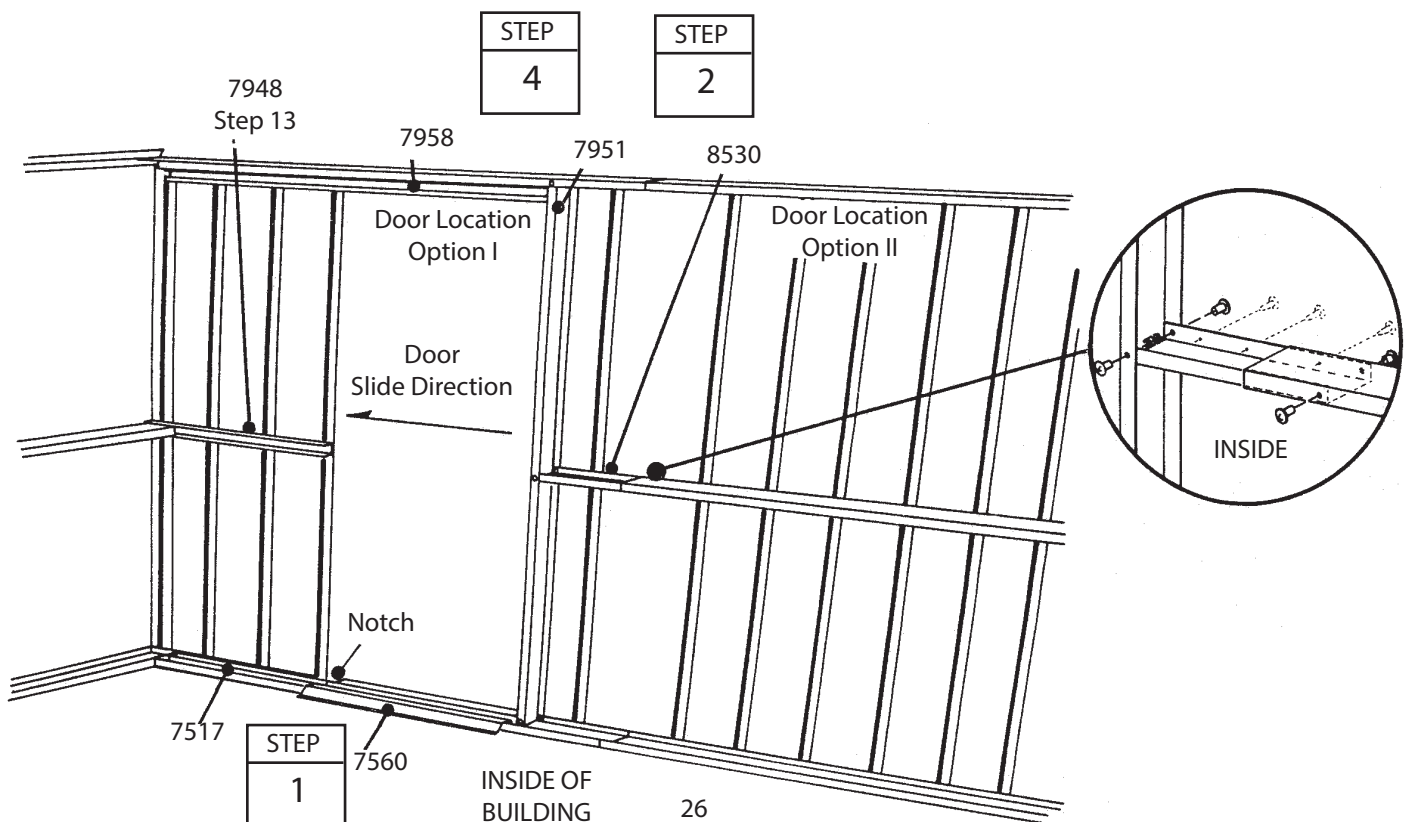 STEP
4
STEP
2
7948
Step 13
7958
7951
8530
Door Location
Option I
Door Location
Option II
Door
Slide Direction
INSIDE
Notch
7517
STEP
1
7560
INSIDE OF
BUILDING
26